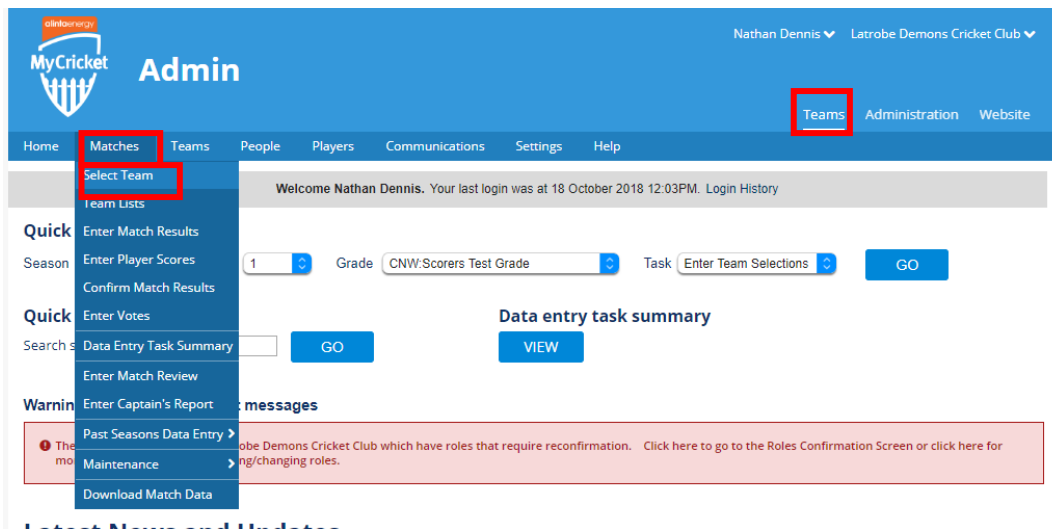 alintaenergy
MyCricket
Admin
Nathan Dennis Latrobe Demons Cricket Club
Teams Administration Website
Home Matches Teams People Players Communications Settings Help
Select Team
Welcome Nathan Dennis. Your last login was at 18 October 2018 12:03PM. Login History
Team Lists
Quick
Enter Match Results
Season
Enter Player Scores
1 Grade CNW:Scorers Test Grade Task Enter Team Selections GO
Confirm Match Results
Quick
Enter Votes
Data entry task summary
Search s
Data Entry Task Summary
GO VIEW
Enter Match Review
Warnin
Enter Captain's Report
messages
Past Seasons Data Entry
The
obe Demons Cricket Club which have roles that require reconfirmation. Click here to go to the Roles Confirmation Screen or click here for
mo
Maintenance
ng/changing roles.
Download Match Data
Latest News and Updates